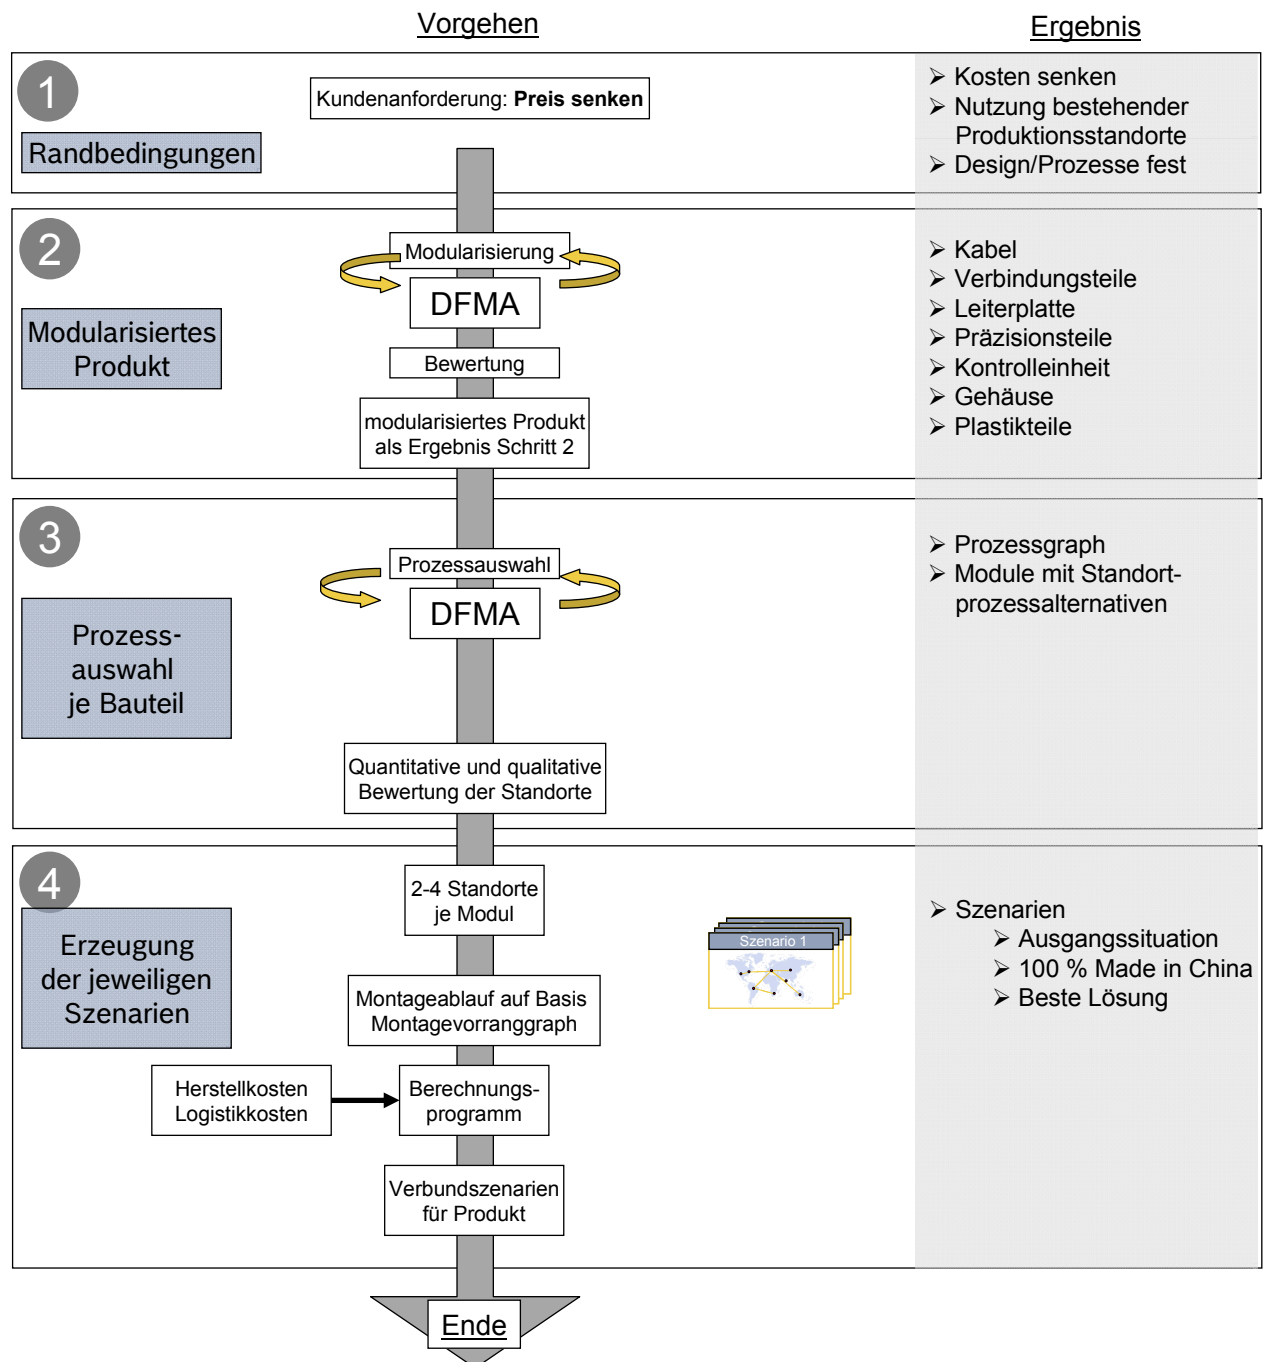 Vorgehen
Ergebnis
1
Randbedingungen
Kundenanforderung: Preis senken
➢ Kosten senken
➢ Nutzung bestehender
Produktionsstandorte
➢ Design/Prozesse fest
2
Modularisiertes
Produkt
Modularisierung
DFMA
Bewertung
modularisiertes Produkt
als Ergebnis Schritt 2
➢ Kabel
➢ Verbindungsteile
➢ Leiterplatte
➢ Präzisionsteile
➢ Kontrolleinheit
➢ Gehäuse
➢ Plastikteile
3
Prozess-
auswahl
je Bauteil
Prozessauswahl
DFMA
Quantitative und qualitative
Bewertung der Standorte
➢ Prozessgraph
➢ Module mit Standort-
prozessalternativen
4
Erzeugung
der jeweiligen
Szenarien
2-4 Standorte
je Modul
Montageablauf auf Basis
Montagevorranggraph
Herstellkosten
Logistikkosten
Berechnungs-
programm
Verbundszenarien
für Produkt
Szenario 1
➢ Szenarien
➢ Ausgangssituation
➢ 100 % Made in China
➢ Beste Lösung
Ende